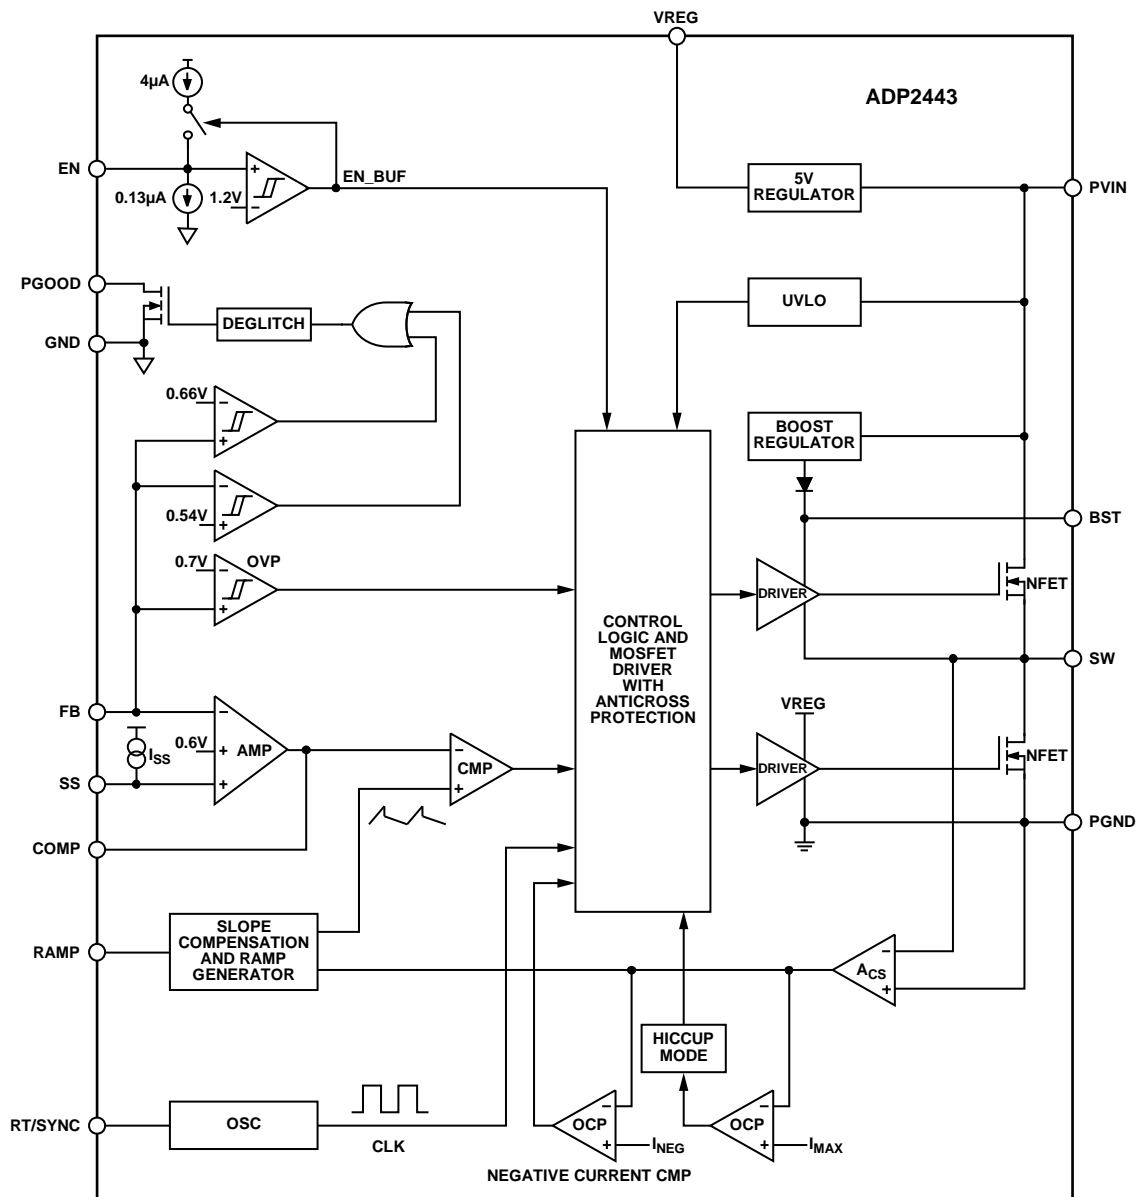 VREG
ADP2443
4µA
EN
0.13µA
+
1.2V
−
EN_BUF
5V
REGULATOR
PVIN
PGOOD
GND
DEGLITCH
UVLO
0.66V
−
+
BOOST
REGULATOR
−
0.54V
+
BST
0.7V
−
+
OVP
CONTROL
LOGIC AND
MOSFET
DRIVER
WITH
ANTICROSS
PROTECTION
DRIVER
NFET
SW
FB
ISS
SS
−
0.6V
+
+
AMP
−
CMP
+
VREG
DRIVER
NFET
PGND
COMP
RAMP
SLOPE
COMPENSATION
AND RAMP
GENERATOR
−
ACS
+
HICCUP
MODE
RT/SYNC
OSC
CLK
−
OCP
+
INEG
−
OCP
+
IMAX
NEGATIVE CURRENT CMP